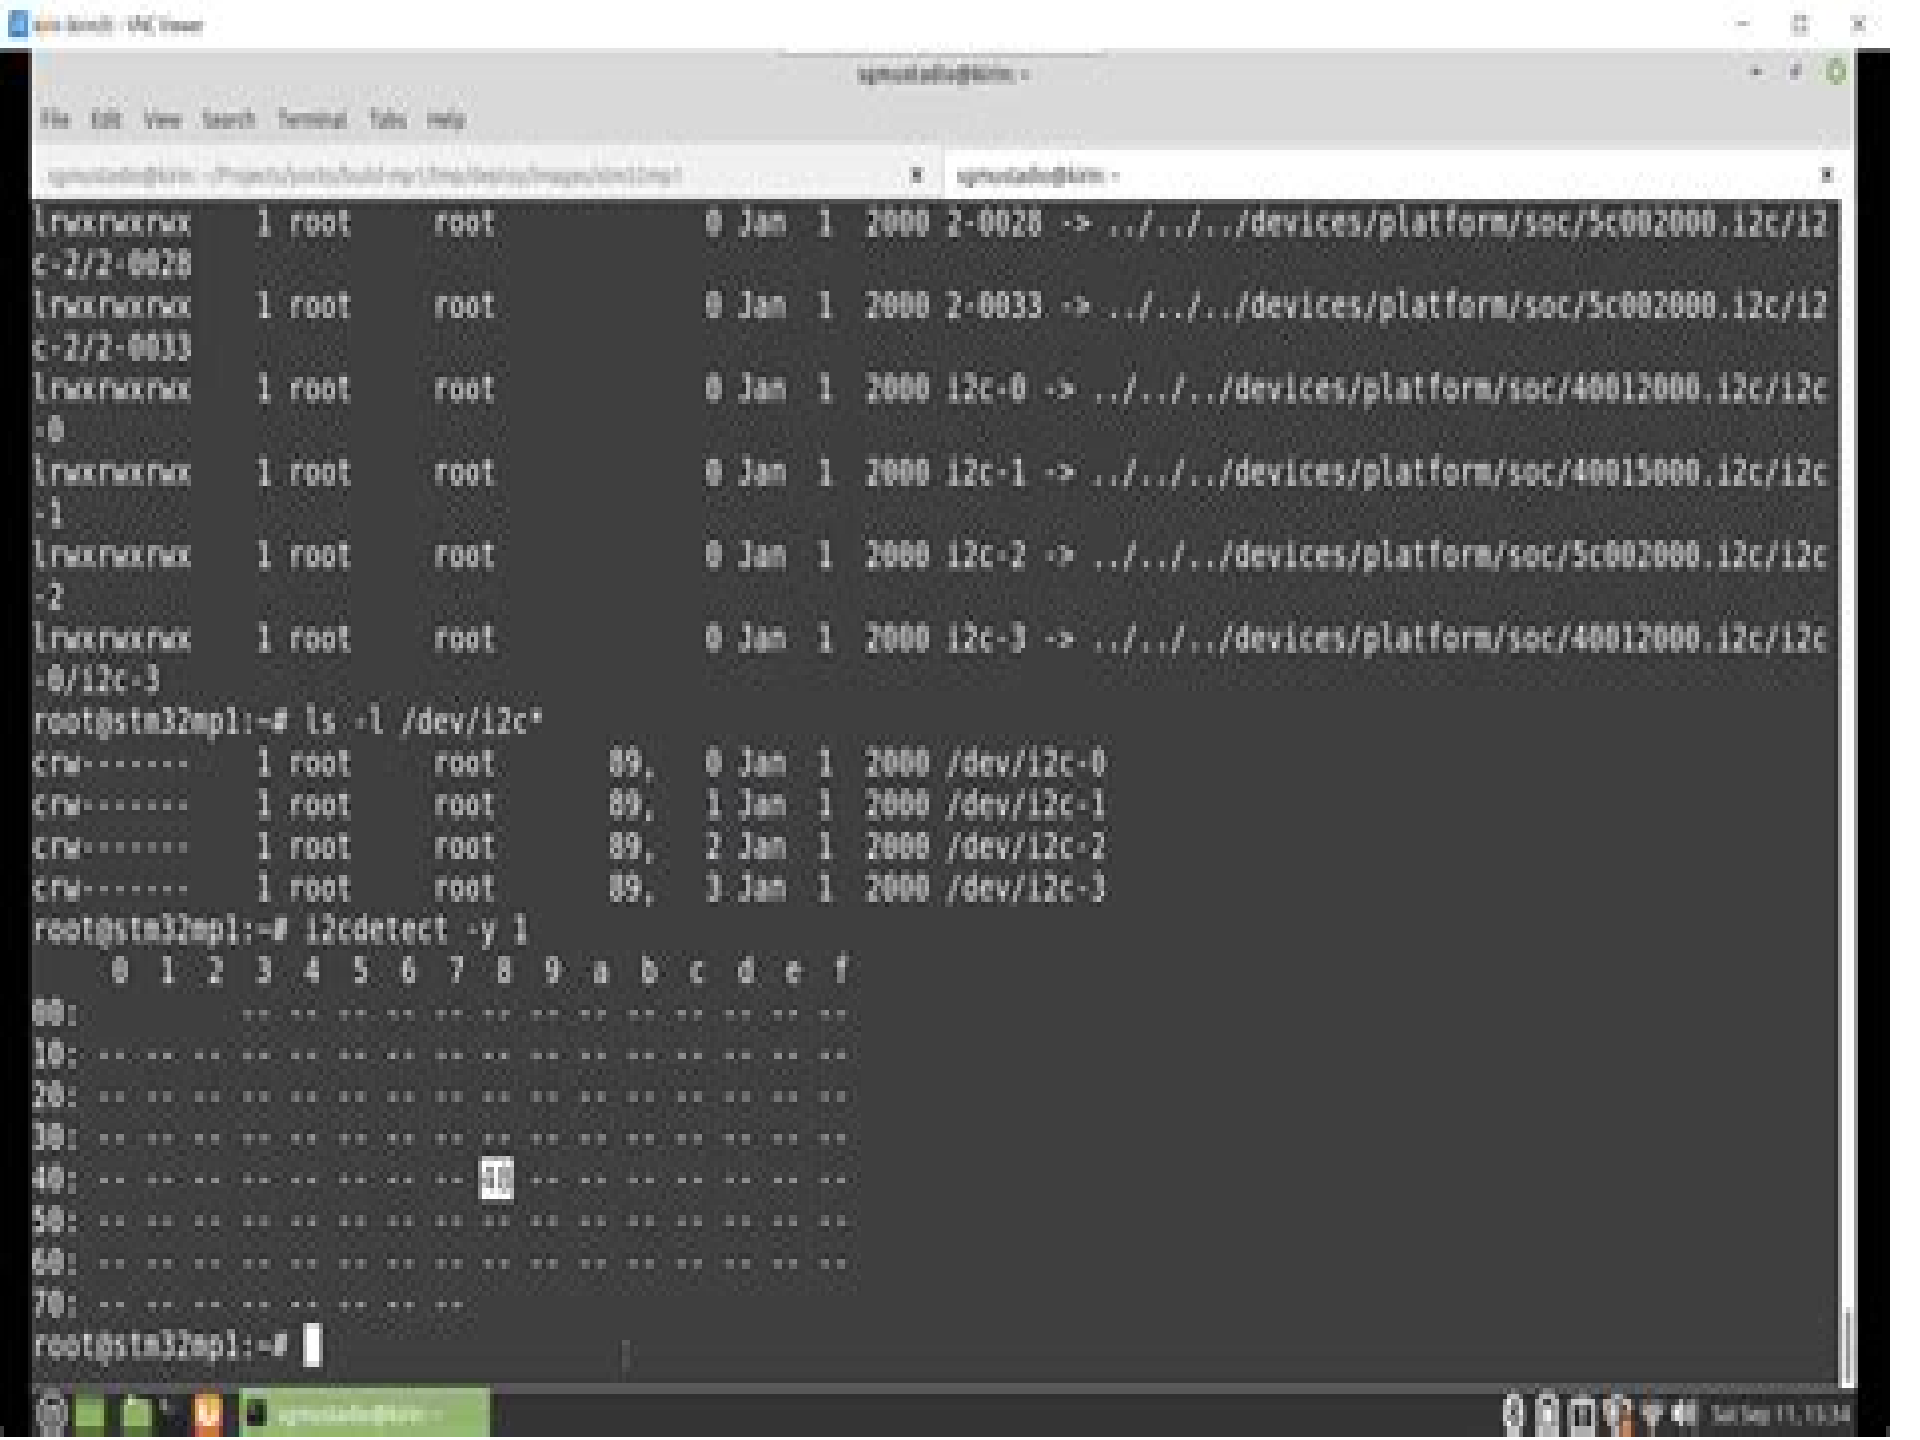 VNC Viewer
File Edit View Search Terminal Tabs Help
lrwxrwxrwx 1 root root 0 Jan 1 2000 2-0028 -> ../../../devices/platform/soc/5c002000.i2c/i2
c-2/2-0028
lrwxrwxrwx 1 root root 0 Jan 1 2000 2-0033 -> ../../../devices/platform/soc/5c002000.i2c/i2
c-2/2-0033
lrwxrwxrwx 1 root root 0 Jan 1 2000 i2c-0 -> ../../../devices/platform/soc/40012000.i2c/i2c
-0
lrwxrwxrwx 1 root root 0 Jan 1 2000 i2c-1 -> ../../../devices/platform/soc/40015000.i2c/i2c
-1
lrwxrwxrwx 1 root root 0 Jan 1 2000 i2c-2 -> ../../../devices/platform/soc/5c002000.i2c/i2c
-2
lrwxrwxrwx 1 root root 0 Jan 1 2000 i2c-3 -> ../../../devices/platform/soc/40012000.i2c/i2c
-0/i2c-3
root@stm32mp1:~# ls -l /dev/i2c*
crw------- 1 root root 89, 0 Jan 1 2000 /dev/i2c-0
crw------- 1 root root 89, 1 Jan 1 2000 /dev/i2c-1
crw------- 1 root root 89, 2 Jan 1 2000 /dev/i2c-2
crw------- 1 root root 89, 3 Jan 1 2000 /dev/i2c-3
root@stm32mp1:~# i2cdetect -y 1
0 1 2 3 4 5 6 7 8 9 a b c d e f
00: -- -- -- -- -- -- -- -- -- -- -- -- --
10: -- -- -- -- -- -- -- -- -- -- -- -- -- -- -- --
20: -- -- -- -- -- -- -- -- -- -- -- -- -- -- -- --
30: -- -- -- -- -- -- -- -- -- -- -- -- -- -- -- --
40: -- -- -- -- -- -- -- -- -- -- -- -- -- -- --
50: -- -- -- -- -- -- -- -- -- -- -- -- -- -- -- --
60: -- -- -- -- -- -- -- -- -- -- -- -- -- -- -- --
70: -- -- -- -- -- -- -- --
root@stm32mp1:~#
Sat Sep 11, 15:34